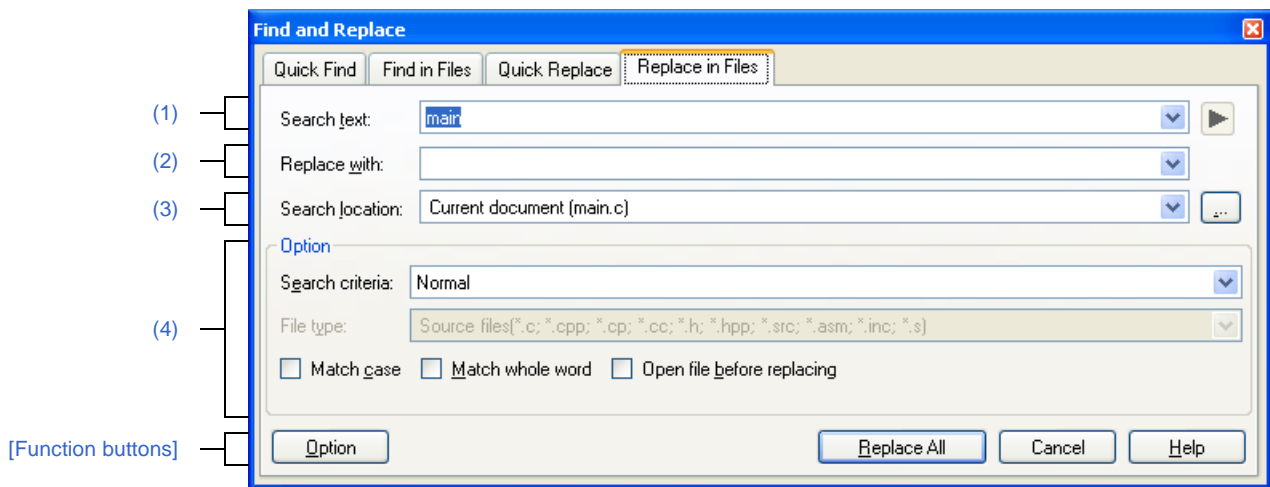 Find and Replace
Quick Find Find in Files Quick Replace Replace in Files
(1) Search text: main
(2) Replace with:
(3) Search location: Current document (main.c) ...
Option
Search criteria: Normal
(4) File type: Source files(*.c; *.cpp; *.cp; *.cc; *.h; *.hpp; *.src; *.asm; *.inc; *.s)
Match case Match whole word Open file before replacing
[Function buttons] Option Replace All Cancel Help